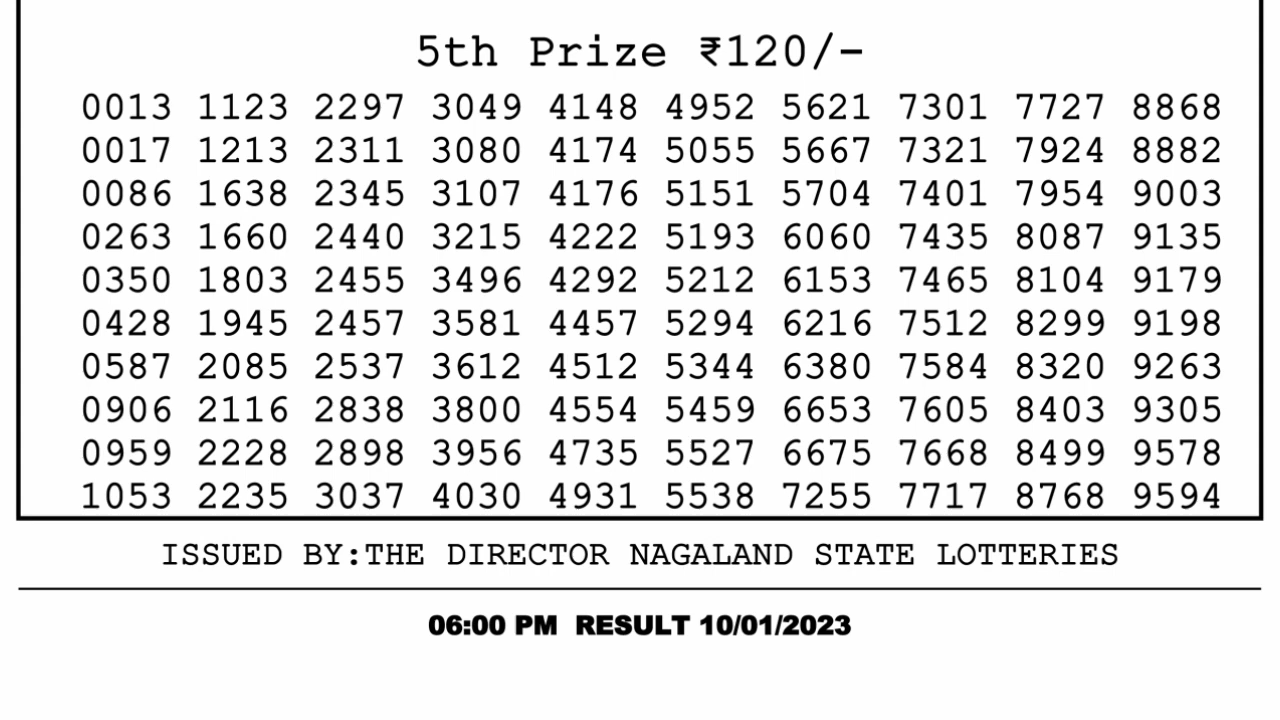 5th Prize ₹120/-
0013 1123 2297 3049 4148 4952 5621 7301 7727 8868
0017 1213 2311 3080 4174 5055 5667 7321 7924 8882
0086 1638 2345 3107 4176 5151 5704 7401 7954 9003
0263 1660 2440 3215 4222 5193 6060 7435 8087 9135
0350 1803 2455 3496 4292 5212 6153 7465 8104 9179
0428 1945 2457 3581 4457 5294 6216 7512 8299 9198
0587 2085 2537 3612 4512 5344 6380 7584 8320 9263
0906 2116 2838 3800 4554 5459 6653 7605 8403 9305
0959 2228 2898 3956 4735 5527 6675 7668 8499 9578
1053 2235 3037 4030 4931 5538 7255 7717 8768 9594
ISSUED BY:THE DIRECTOR NAGALAND STATE LOTTERIES
06:00 PM RESULT 10/01/2023